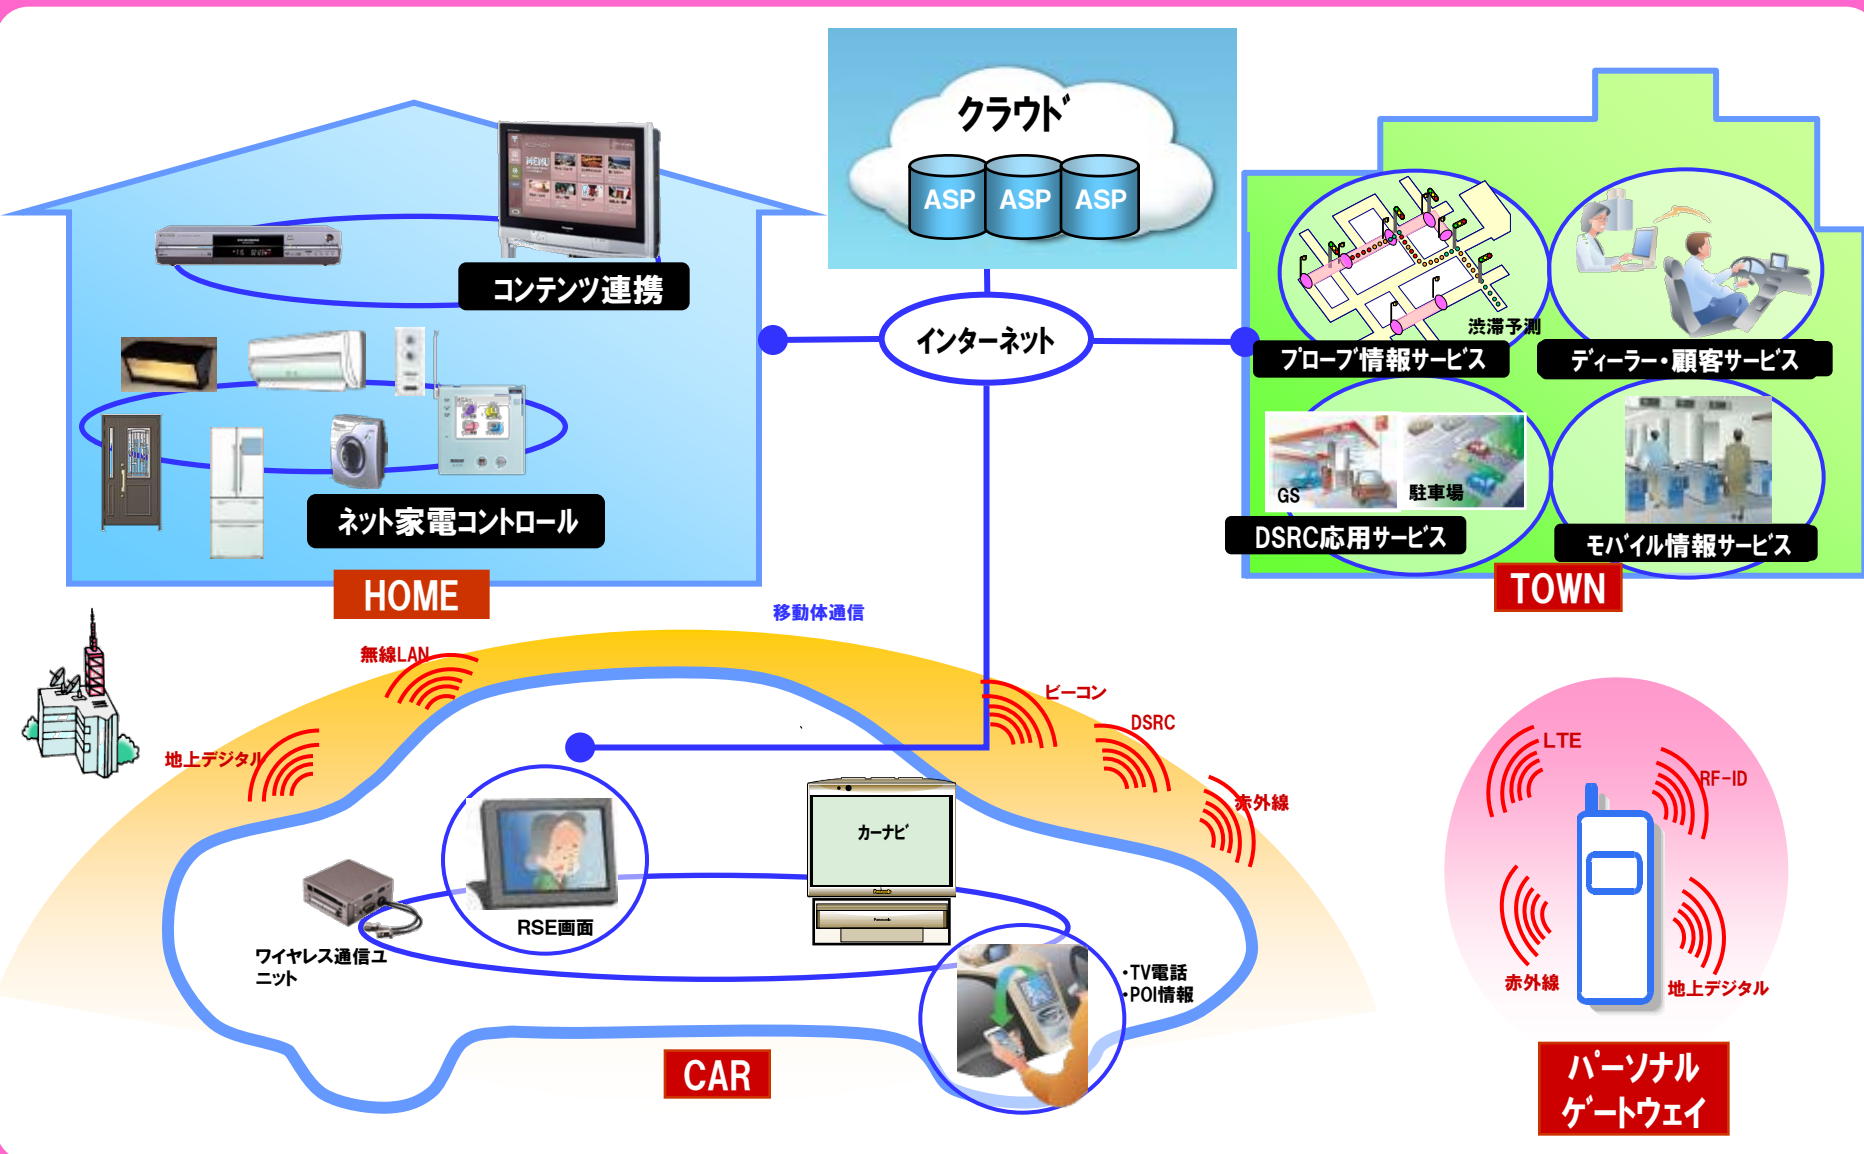 クラウド
ASP ASP ASP
インターネット
コンテンツ連携
MENU
ネット家電コントロール
HOME
渋滞予測
プローブ情報サービス
ディーラー・顧客サービス
GS
駐車場
DSRC応用サービス
モバイル情報サービス
TOWN
移動体通信
無線LAN
地上デジタル
ビーコン
DSRC
赤外線
カーナビ
Panasonic
Panasonic
RSE画面
ワイヤレス通信ユ
ニット
・TV電話
・POI情報
CAR
LTE
RF-ID
赤外線
地上デジタル
パーソナル
ゲートウェイ